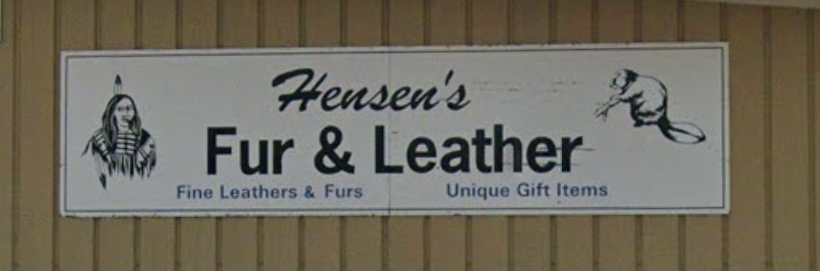 Hensen's
Fur & Leather
Fine Leathers & Furs Unique Gift Items